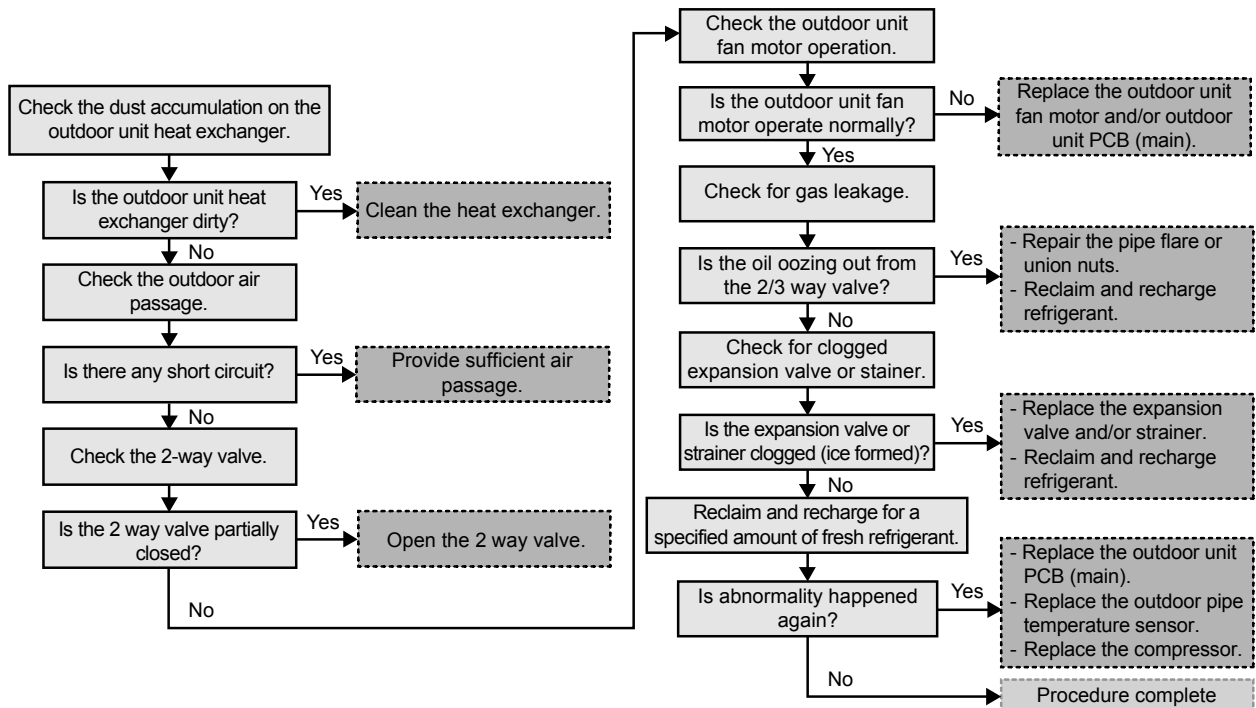 Check the dust accumulation on the
outdoor unit heat exchanger.
Is the outdoor unit heat
exchanger dirty?
Yes
Clean the heat exchanger.
No
Check the outdoor air
passage.
Is there any short circuit?
Yes
Provide sufficient air
passage.
No
Check the 2-way valve.
Is the 2 way valve partially
closed?
Yes
Open the 2 way valve.
No
Check the outdoor unit
fan motor operation.
Is the outdoor unit fan
motor operate normally?
No
Replace the outdoor unit
fan motor and/or outdoor
unit PCB (main).
Yes
Check for gas leakage.
Is the oil oozing out from
the 2/3 way valve?
Yes
- Repair the pipe flare or
union nuts.
- Reclaim and recharge
refrigerant.
No
Check for clogged
expansion valve or stainer.
Is the expansion valve or
strainer clogged (ice formed)?
Yes
- Replace the expansion
valve and/or strainer.
- Reclaim and recharge
refrigerant.
No
Reclaim and recharge for a
specified amount of fresh refrigerant.
Is abnormality happened
again?
Yes
- Replace the outdoor unit
PCB (main).
- Replace the outdoor pipe
temperature sensor.
- Replace the compressor.
No
Procedure complete